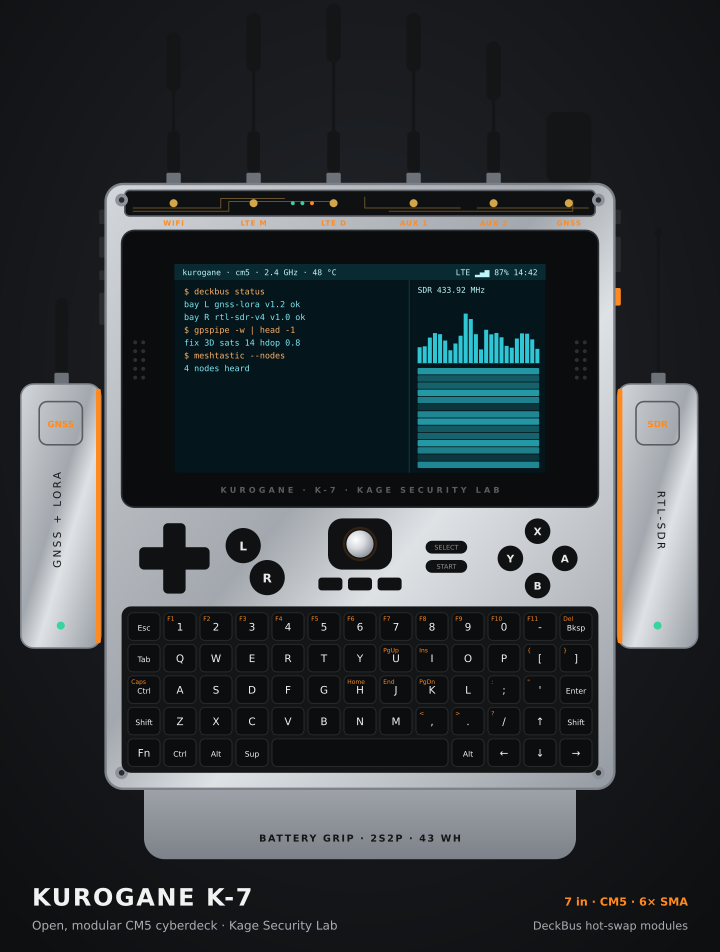 WIFI LTE M LTE D AUX 1 AUX 2 GNSS
kurogane · cm5 · 2.4 GHz · 48 °C LTE 87% 14:42
$ deckbus status
bay L gnss-lora v1.2 ok
bay R rtl-sdr-v4 v1.0 ok
$ gpspipe -w | head -1
fix 3D sats 14 hdop 0.8
$ meshtastic --nodes
4 nodes heard
SDR 433.92 MHz
KUROGANE · K-7 · KAGE SECURITY LAB
GNSS
GNSS + LORA
SDR
RTL-SDR
L
R
SELECT
START
X
Y A
B
F1 F2 F3 F4 F5 F6 F7 F8 F9 F10 F11 Del
Esc 1 2 3 4 5 6 7 8 9 0 - Bksp
PgUp Ins { }
Tab Q W E R T Y U I O P [ ]
Caps Home End PgDn : "
Ctrl A S D F G H J K L ; ' Enter
< > ?
Shift Z X C V B N M , . / ↑ Shift
Fn Ctrl Alt Sup Alt ← ↓ →
BATTERY GRIP · 2S2P · 43 WH
KUROGANE K-7
Open, modular CM5 cyberdeck · Kage Security Lab
7 in · CM5 · 6× SMA
DeckBus hot-swap modules